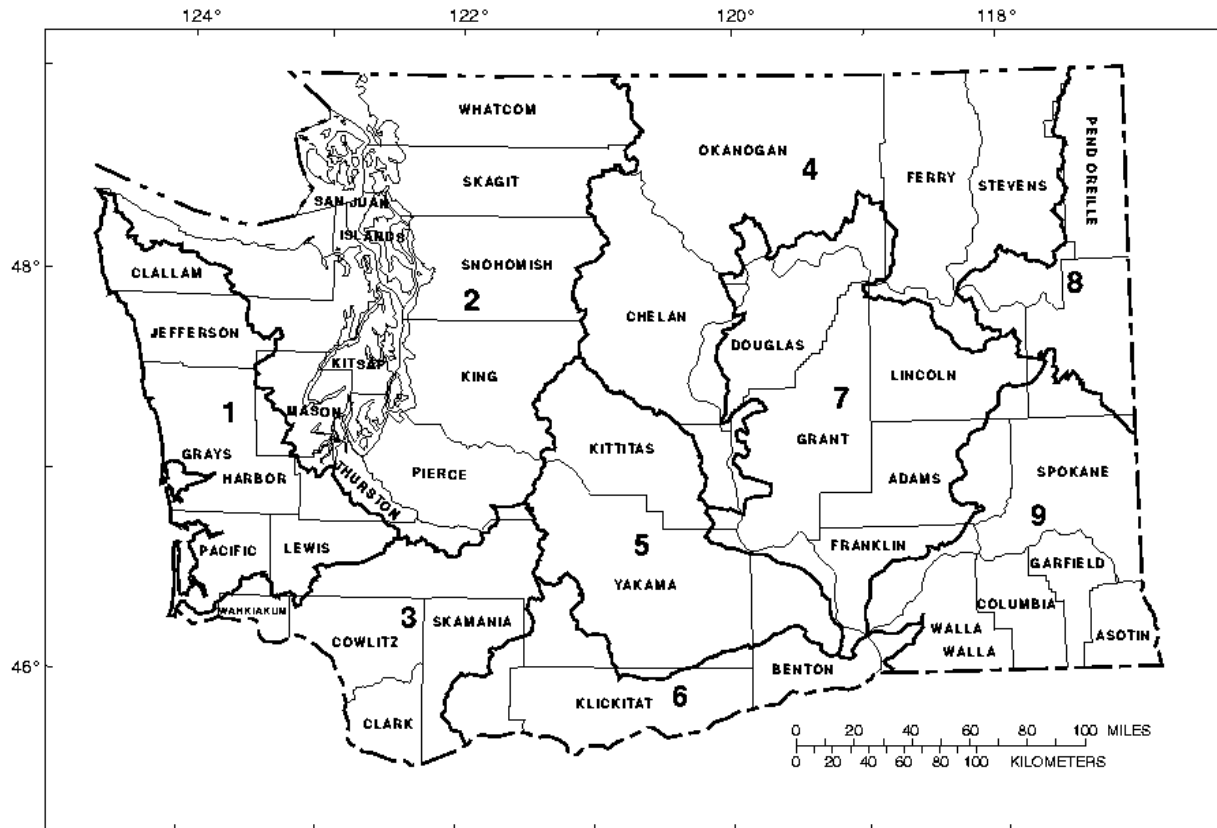 124° 122° 120° 118°
WHATCOM
OKANOGAN
4
FERRY
STEVENS
PEND OREILLE
SKAGIT
SAN JUAN
ISLANDS
48°
CLALLAM
SNOHOMISH
2
8
JEFFERSON
CHELAN
DOUGLAS
KITSAP
KING
LINCOLN
7
1
MASON
GRAYS
HARBOR
THURSTON
PIERCE
KITTITAS
GRANT
ADAMS
SPOKANE
9
PACIFIC
LEWIS
5
YAKAMA
FRANKLIN
GARFIELD
COLUMBIA
WAHKIAKUM
3
COWLITZ
SKAMANIA
WALLA
WALLA
ASOTIN
46°
BENTON
KLICKITAT
6
CLARK
0 20 40 60 80 100 MILES
0 20 40 60 80 100 KILOMETERS